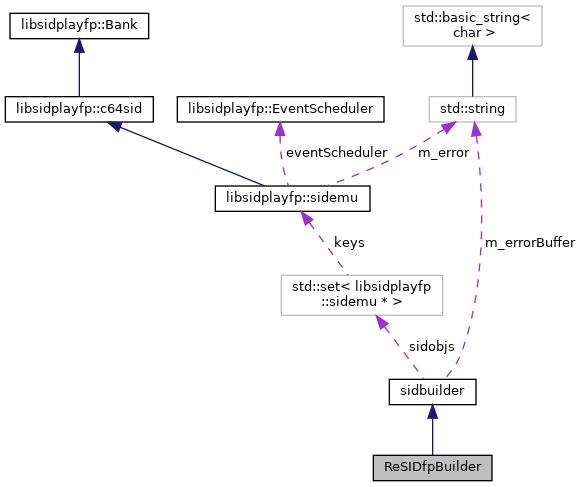 libsidplayfp::Bank
std::basic_string<
char >
libsidplayfp::c64sid
libsidplayfp::EventScheduler
std::string
eventScheduler
m_error
libsidplayfp::sidemu
keys
m_errorBuffer
std::set< libsidplayfp
::sidemu * >
sidobjs
sidbuilder
ReSIDfpBuilder